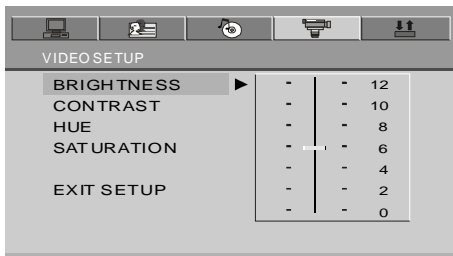 VIDEO SETUP
BRIGHTNESS
CONTRAST
HUE
SATURATION
EXIT SETUP
12
10
8
6
4
2
0